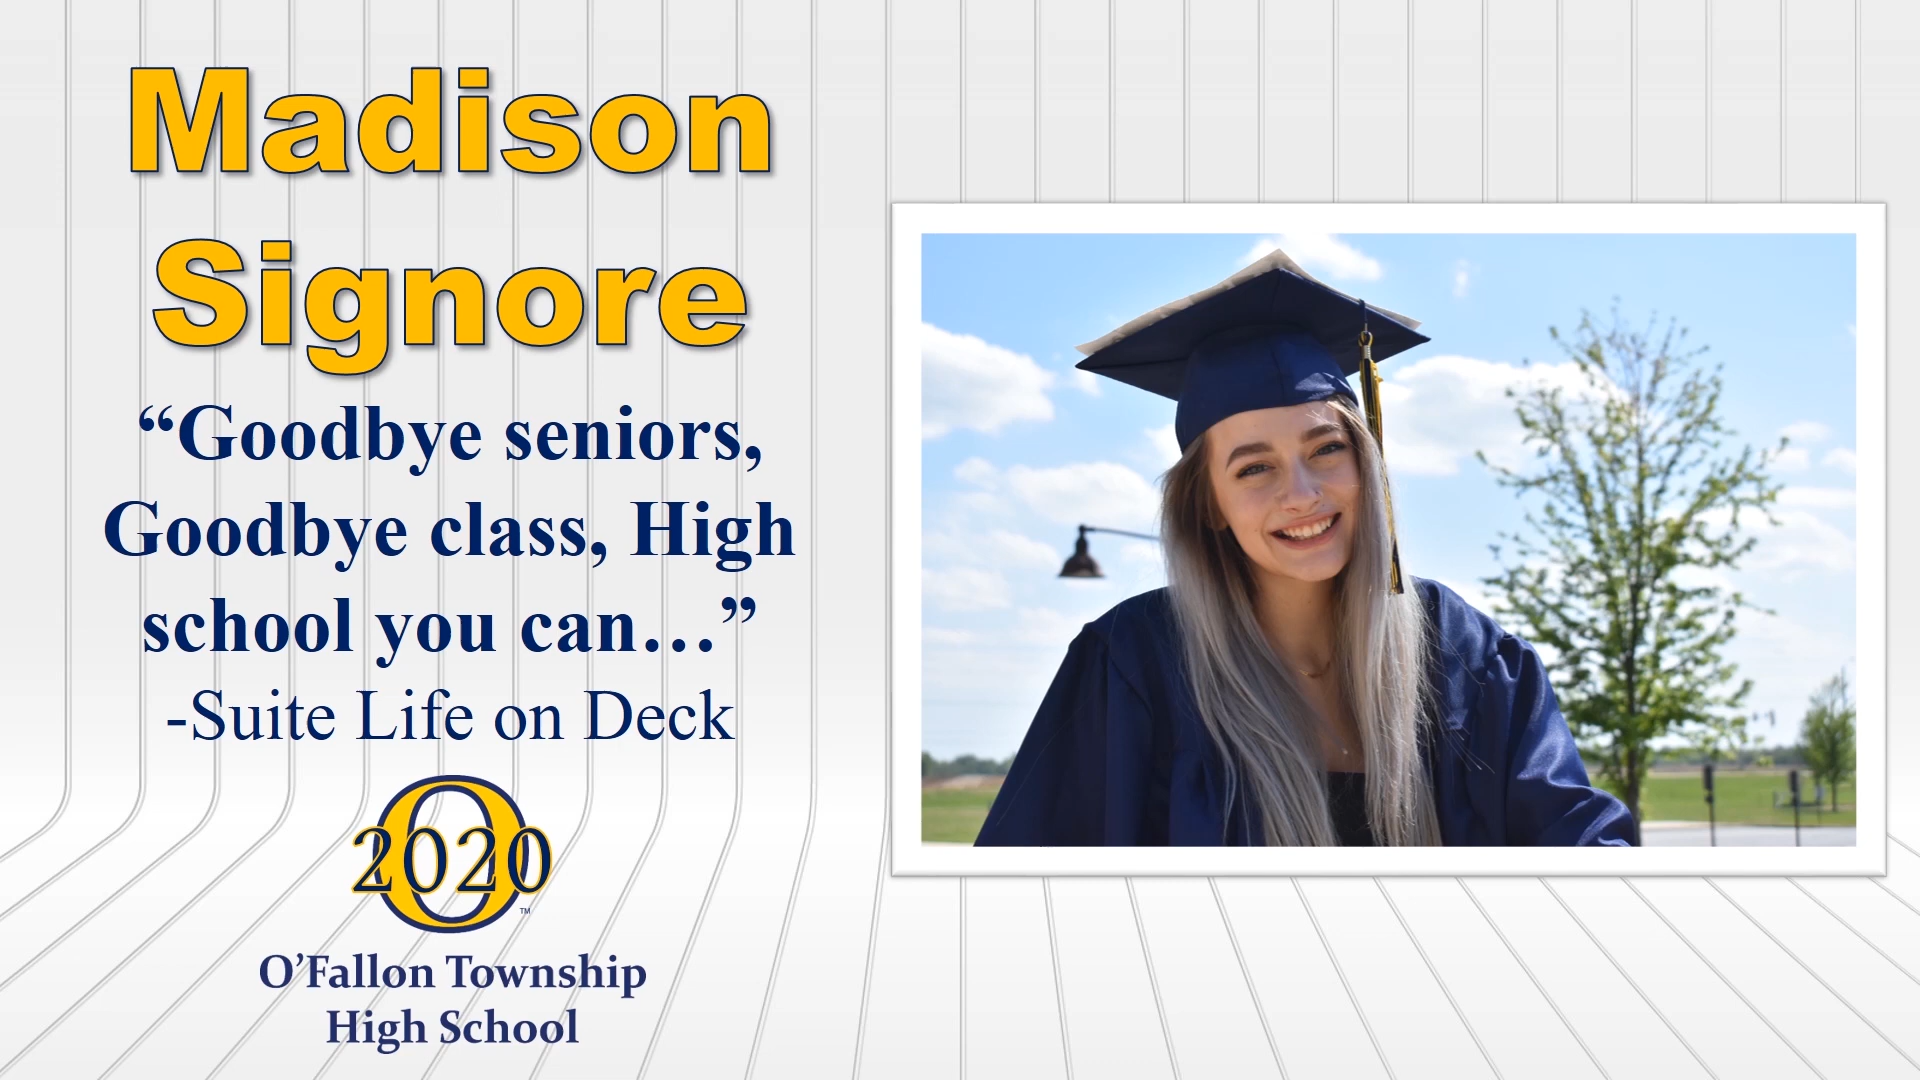 Madison
Signore
“Goodbye seniors,
Goodbye class, High
school you can…”
-Suite Life on Deck
2020
O
TM
O’Fallon Township
High School